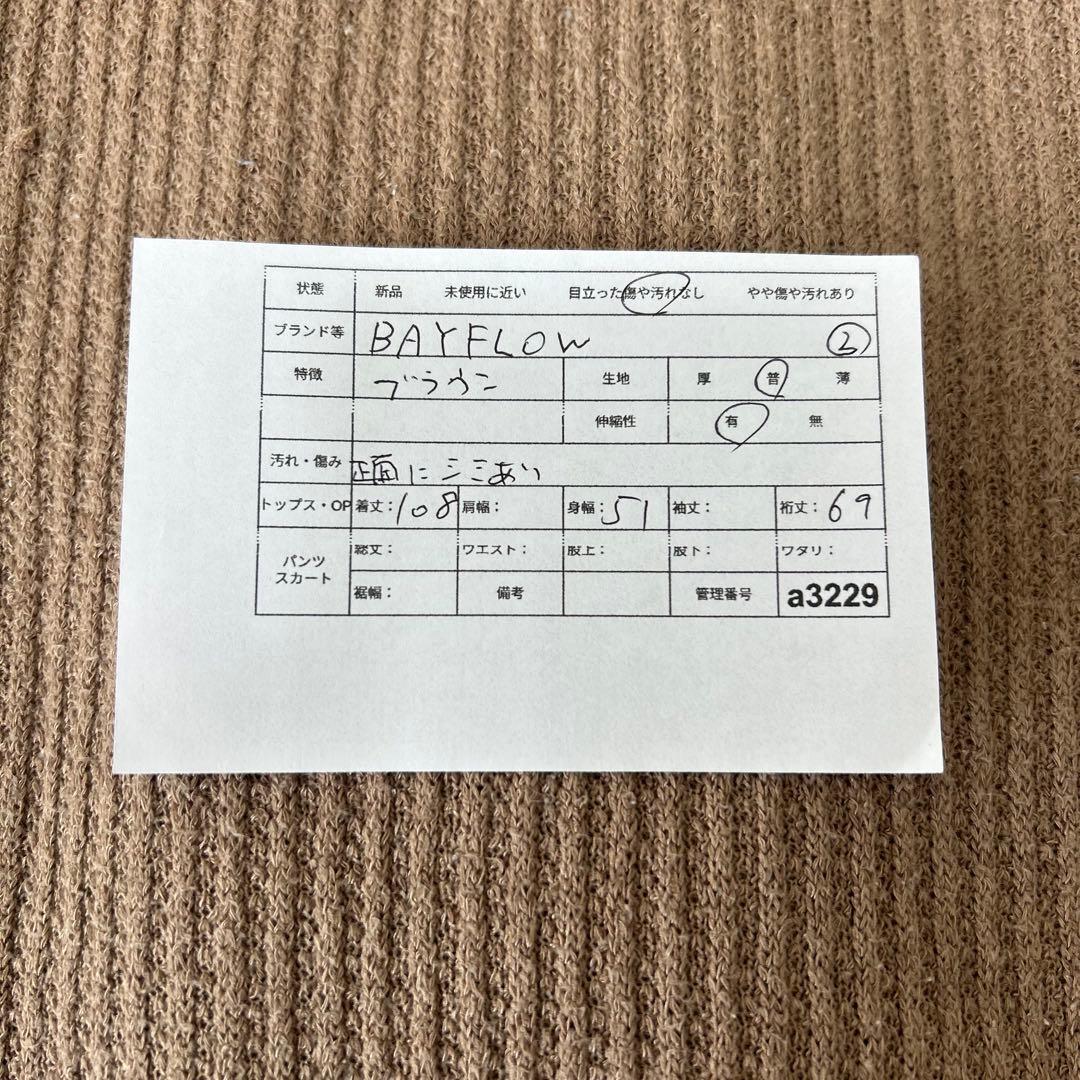 状態 新品 未使用に近い 目立った傷や汚れなし やや傷や汚れあり
ブランド等 BAYFLOW
特徴 ブラウン 生地 厚 普 薄
伸縮性 有 無
汚れ・傷み 正面にシミあり
トップス・OP 着丈:108 肩幅: 身幅:51 袖丈: 裄丈:69
パンツ スカート 総丈: ウエスト: 股上: 股下: ワタリ:
裾幅: 備考 管理番号 a3229